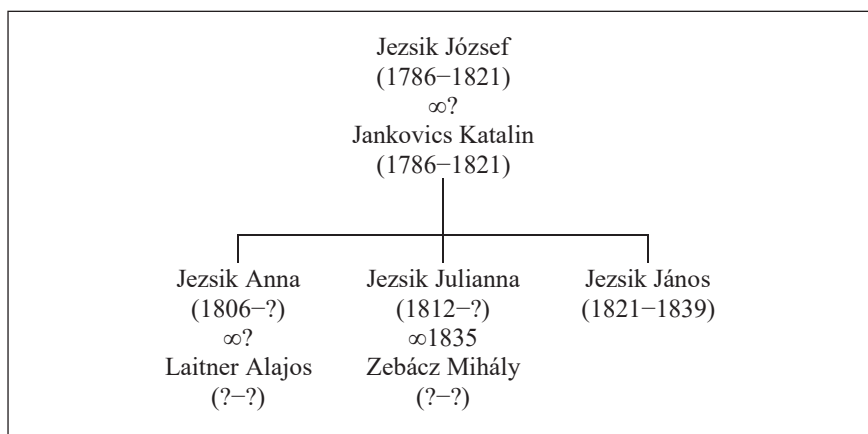 Jezsik József
(1786−1821)
∞?
Jankovics Katalin
(1786−1821)
Jezsik Anna
(1806−?)
∞?
Laitner Alajos
(?−?)
Jezsik Julianna
(1812−?)
∞1835
Zebácz Mihály
(?−?)
Jezsik János
(1821−1839)